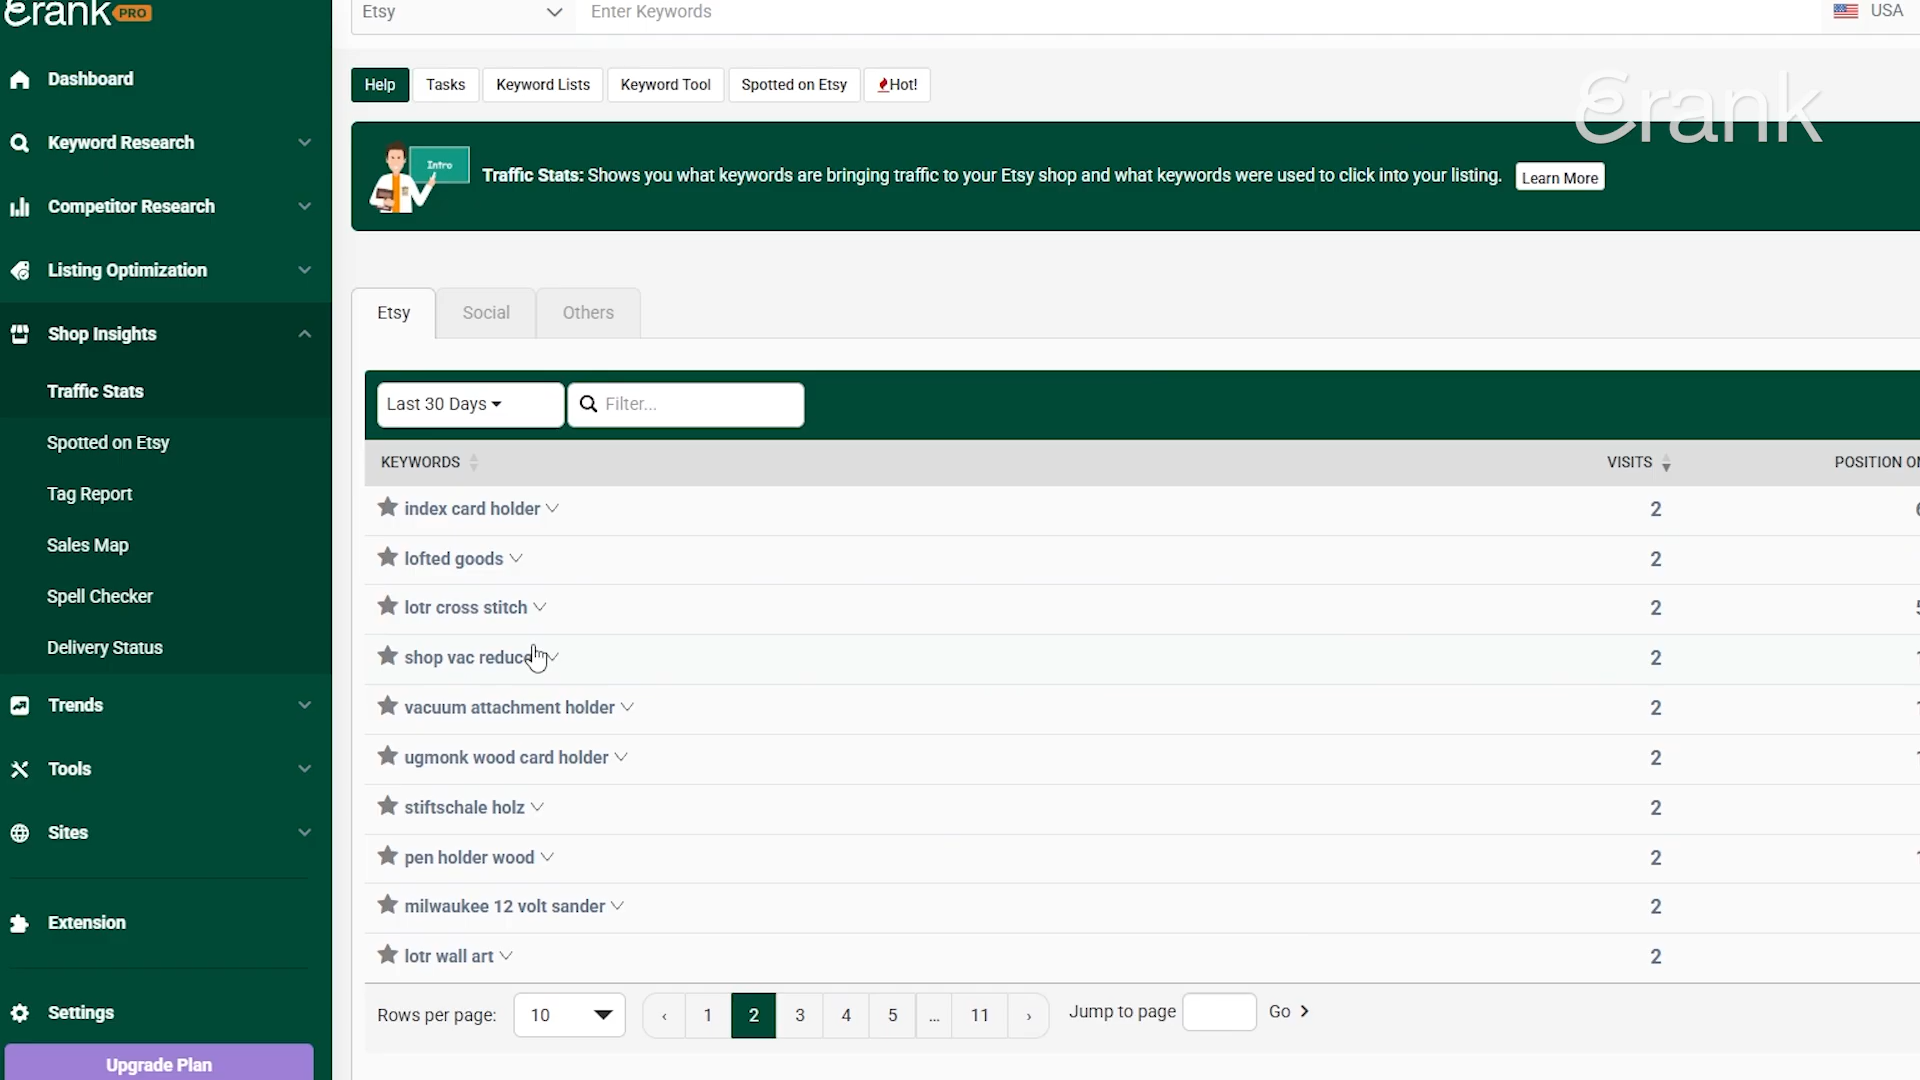 erank PRO
Etsy
Enter Keywords
USA
Dashboard
Keyword Research
Competitor Research
Listing Optimization
Shop Insights
Traffic Stats
Spotted on Etsy
Tag Report
Sales Map
Spell Checker
Delivery Status
Trends
Tools
Sites
Extension
Settings
Upgrade Plan
Help
Tasks
Keyword Lists
Keyword Tool
Spotted on Etsy
Hot!
erank
Intro
Traffic Stats: Shows you what keywords are bringing traffic to your Etsy shop and what keywords were used to click into your listing.
Learn More
Etsy
Social
Others
Last 30 Days
Filter...
KEYWORDS
VISITS
POSITION
index card holder 2
lofted goods 2
lotr cross stitch 2
shop vac 2
vacuum attachment holder 2
ugmonk wood card holder 2
stiftschale holz 2
pen holder wood 2
milwaukee 12 volt sander 2
lotr wall art 2
Rows per page: 10
‹ 1 2 3 4 5 ... 11 ›
Jump to page
Go